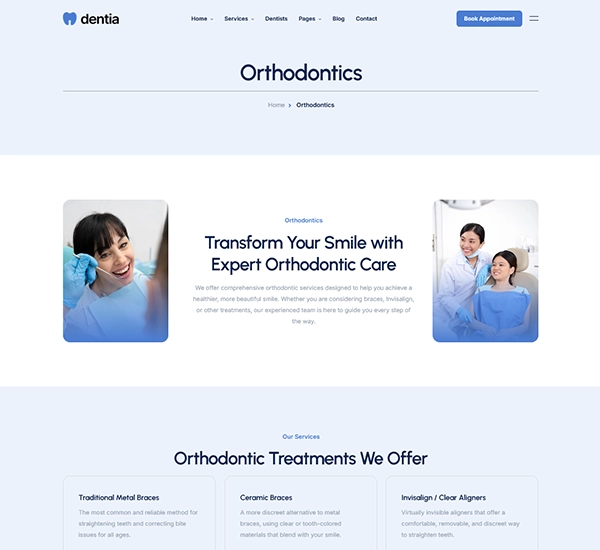 dentia
Home Services Dentists Pages Blog Contact
Book Appointment
Orthodontics
Home > Orthodontics
Orthodontics
Transform Your Smile with
Expert Orthodontic Care
We offer comprehensive orthodontic services designed to help you achieve a
healthier, more beautiful smile. Whether you are considering braces, Invisalign,
or other treatments, our experienced team is here to guide you every step of
the way.
Our Services
Orthodontic Treatments We Offer
Traditional Metal Braces
The most common and reliable method for
straightening teeth and correcting bite
issues for all ages.
Ceramic Braces
A more discreet alternative to metal
braces, using clear or tooth-colored
materials that blend with your smile.
Invisalign / Clear Aligners
Virtually invisible aligners that offer a
comfortable, removable, and discreet way
to straighten teeth.